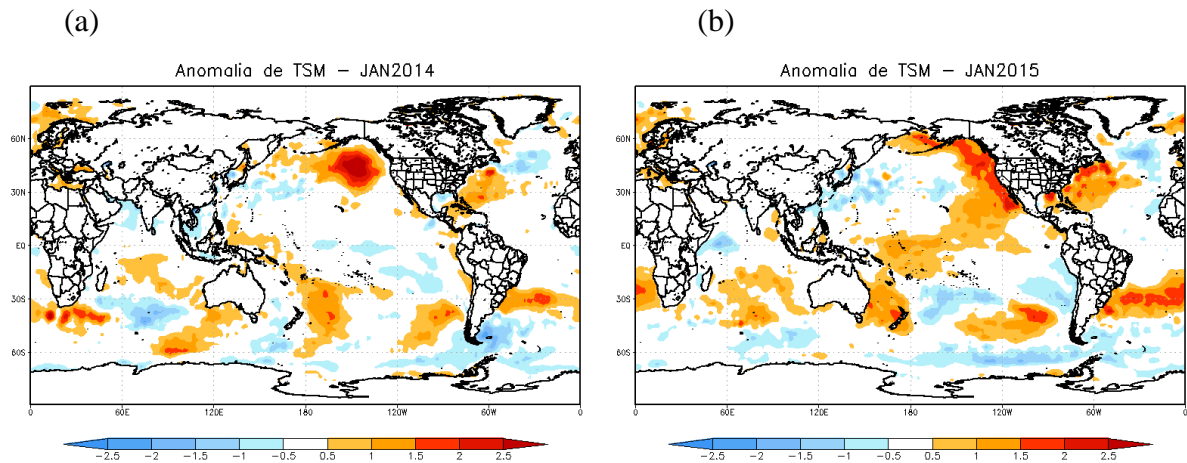 (a)
(b)
Anomalia de TSM – JAN2014
Anomalia de TSM – JAN2015
60N
30N
EQ
30S
60S
0
60E
120E
180
120W
60W
0
60N
30N
EQ
30S
60S
0
60E
120E
180
120W
60W
0
-2.5 -2 -1.5 -1 -0.5 0.5 1 1.5 2 2.5
-2.5 -2 -1.5 -1 -0.5 0.5 1 1.5 2 2.5